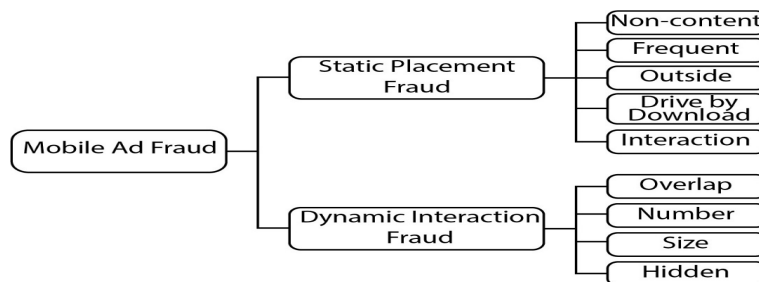 Mobile Ad Fraud
Static Placement
Fraud
Non-content
Frequent
Outside
Drive by
Download
Interaction
Dynamic Interaction
Fraud
Overlap
Number
Size
Hidden